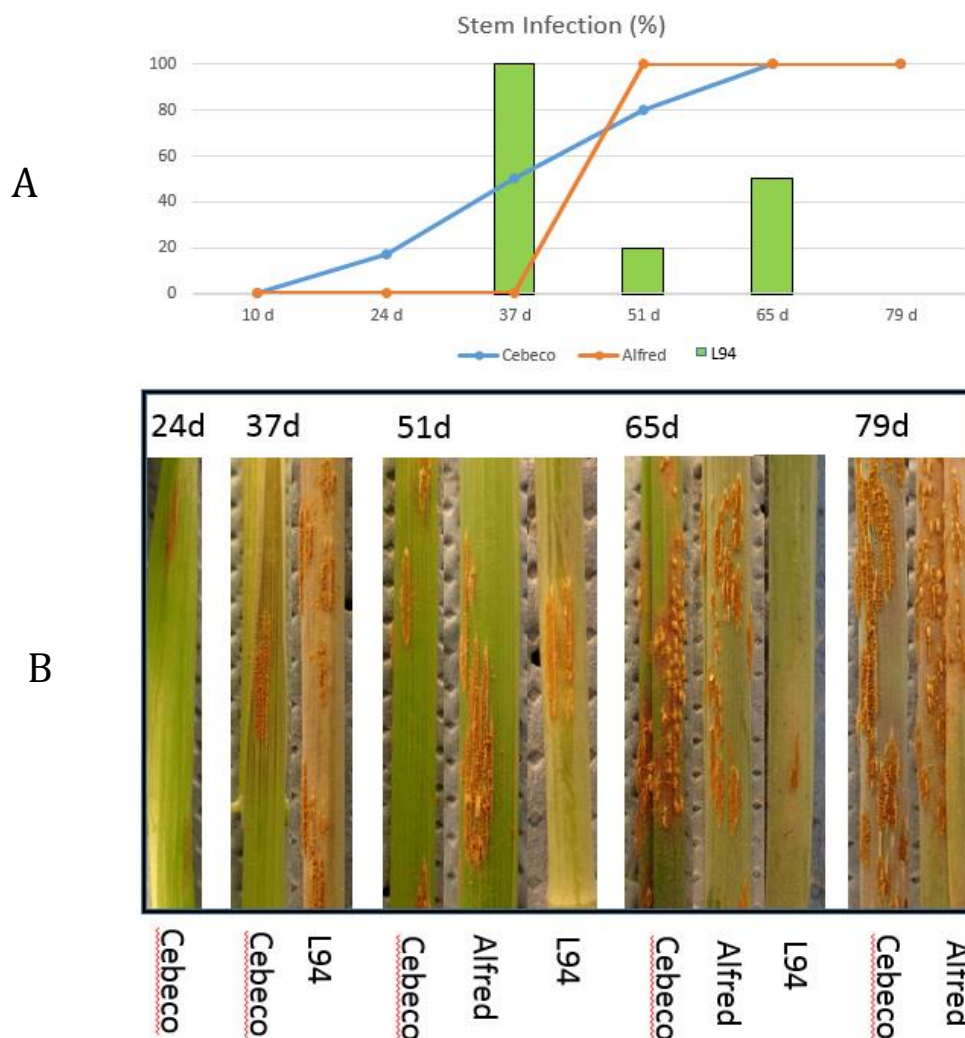 Stem Infection (%)
100
80
60
40
20
0
10 d 24 d 37 d 51 d 65 d 79 d
Cebeco Alfred L94
A
24d 37d 51d 65d 79d
B
Cebeco Cebeco L94 Cebeco Alfred L94 Cebeco Alfred L94 Cebeco Alfred